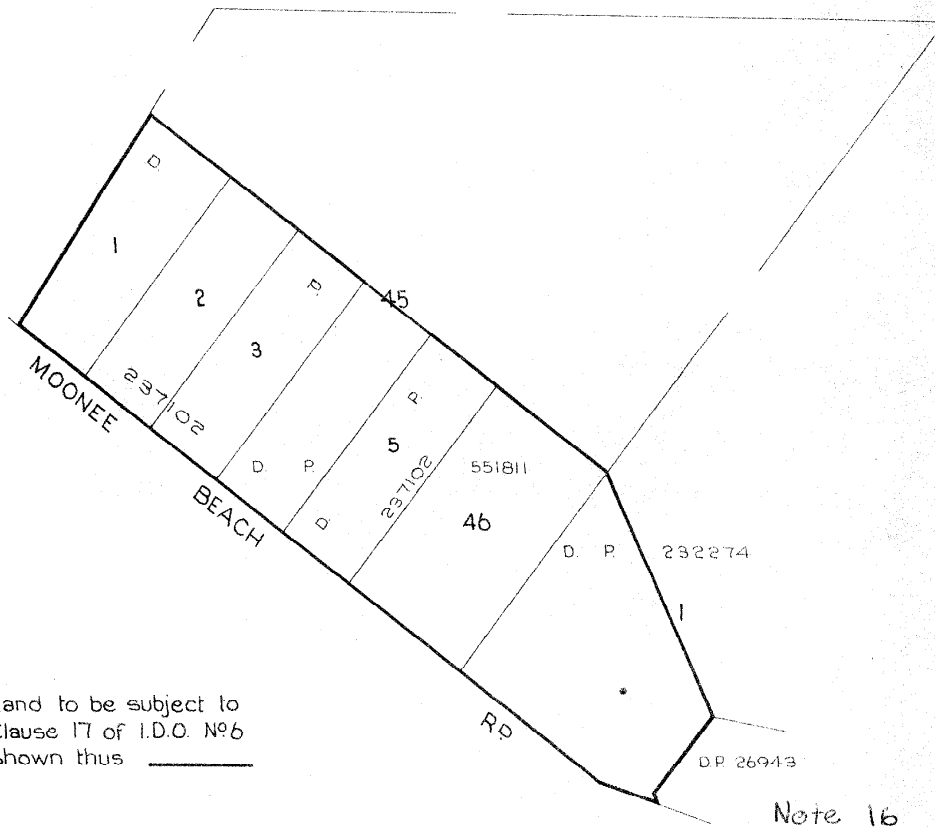 D.
1
2
P.
45
3
MOONEE
237102
P.
5
D. P.
237102
551811
BEACH
D.
46
D. P. 232274
1
and to be subject to
Clause 17 of I.D.O. Nº6
shown thus
RD
D.P. 26943
Note 16